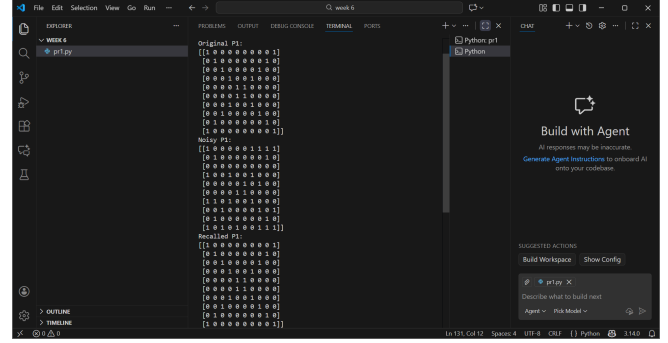 File Edit Selection View Go Run
week 6
EXPLORER
WEEK 6
pr1.py
OUTLINE
TIMELINE
PROBLEMS OUTPUT DEBUG CONSOLE TERMINAL PORTS
Original P1:
[[1 0 0 0 0 0 0 0 0 1]
[0 1 0 0 0 0 0 0 1 0]
[0 0 1 0 0 0 0 1 0 0]
[0 0 0 1 0 0 1 0 0 0]
[0 0 0 0 1 1 0 0 0 0]
[0 0 0 0 1 1 0 0 0 0]
[0 0 0 1 0 0 1 0 0 0]
[0 0 1 0 0 0 0 1 0 0]
[0 1 0 0 0 0 0 0 1 0]
[1 0 0 0 0 0 0 0 0 1]]
Noisy P1:
[[1 0 0 0 0 0 1 1 1 1]
[0 1 0 0 0 0 0 0 1 0]
[0 0 0 0 0 0 0 1 0 0]
[1 0 0 1 0 0 1 0 0 0]
[0 0 0 0 0 1 0 1 0 0]
[0 0 0 0 1 1 0 0 0 0]
[1 1 0 1 0 0 1 0 0 0]
[0 0 1 0 0 0 0 1 0 1]
[0 1 0 0 0 0 0 0 1 0]
[1 0 1 0 1 0 0 1 1 1]]
Recalled P1:
[[1 0 0 0 0 0 0 0 0 1]
[0 1 0 0 0 0 0 0 1 0]
[0 0 1 0 0 0 0 1 0 0]
[0 0 0 1 0 0 1 0 0 0]
[0 0 0 0 1 1 0 0 0 0]
[0 0 0 0 1 1 0 0 0 0]
[0 0 0 1 0 0 1 0 0 0]
[0 0 1 0 0 0 0 1 0 0]
[0 1 0 0 0 0 0 0 1 0]
[1 0 0 0 0 0 0 0 0 1]]
Python: pr1
Python
CHAT
Build with Agent
AI responses may be inaccurate.
Generate Agent Instructions to onboard AI
onto your codebase.
SUGGESTED ACTIONS
Build Workspace Show Config
pr1.py
Describe what to build next
Agent Pick Model
0 0 Ln 131, Col 12 Spaces: 4 UTF-8 CRLF {} Python 3.14.0